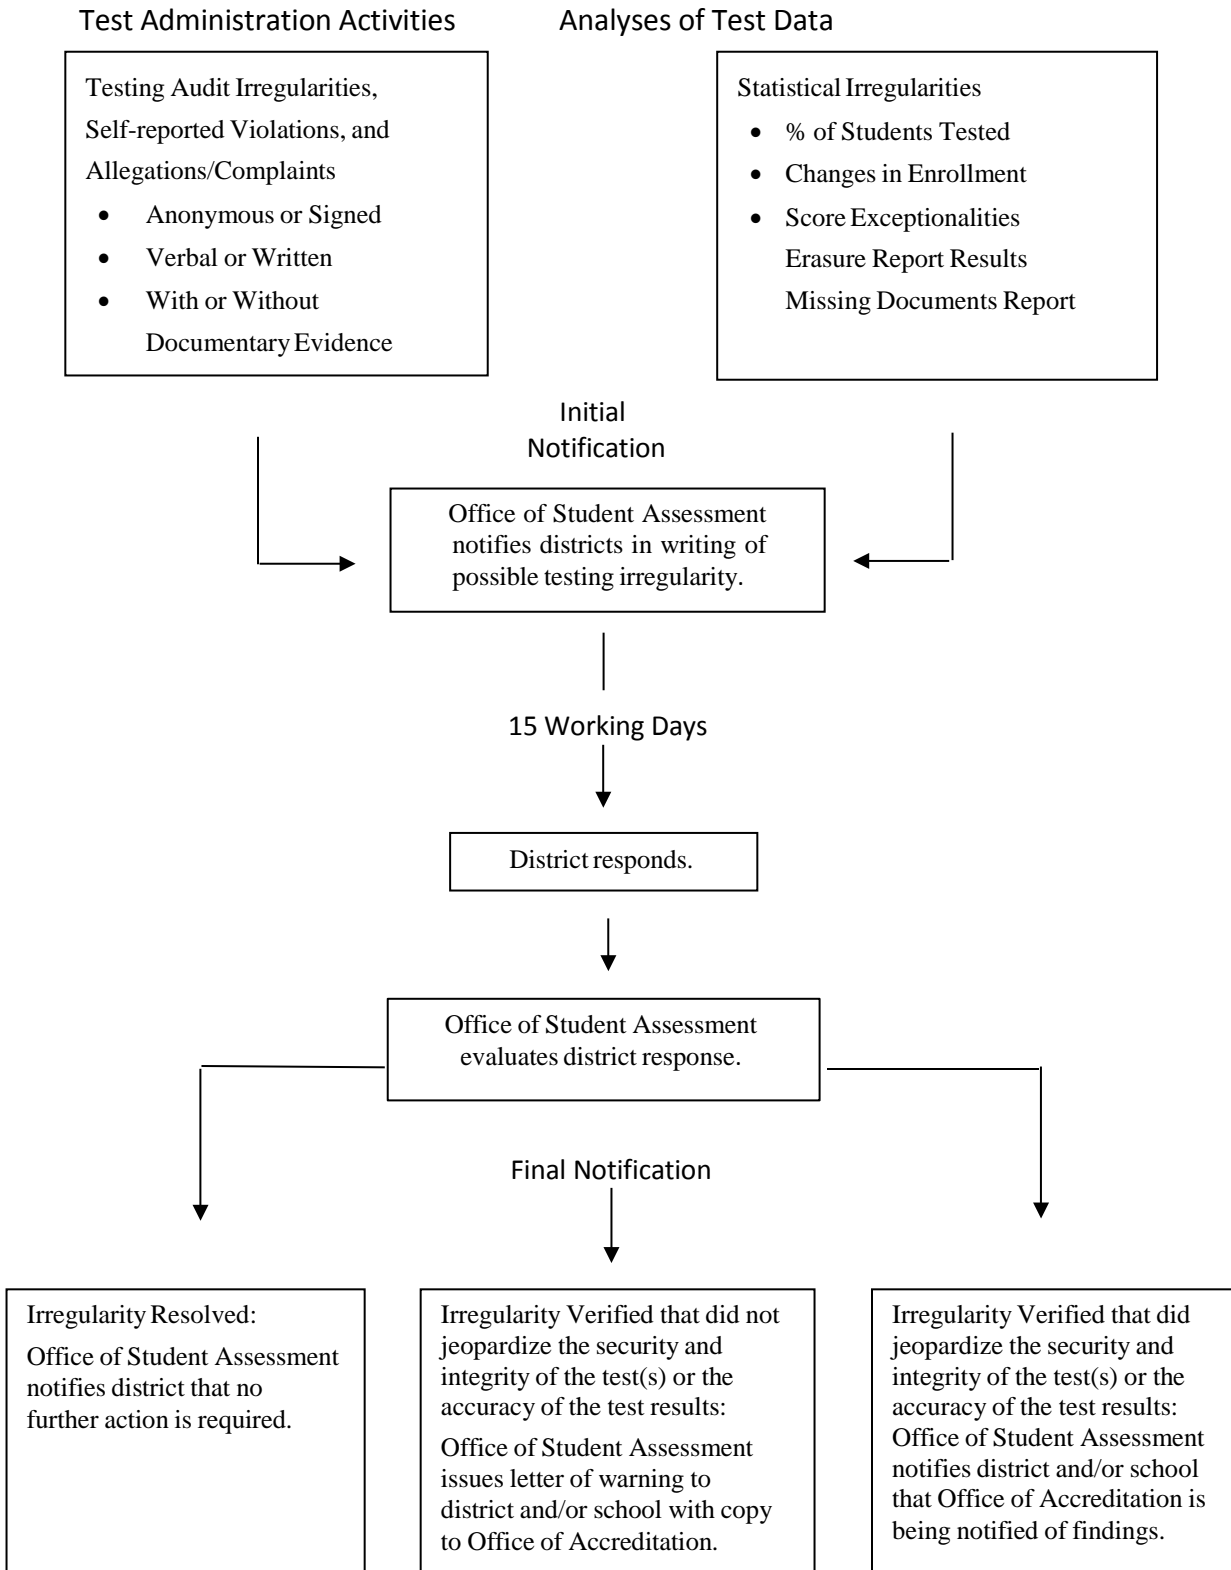 Test Administration Activities
Analyses of Test Data
Testing Audit Irregularities,
Self-reported Violations, and
Allegations/Complaints
• Anonymous or Signed
• Verbal or Written
• With or Without
Documentary Evidence
Statistical Irregularities
• % of Students Tested
• Changes in Enrollment
• Score Exceptionalities
Erasure Report Results
Missing Documents Report
Initial
Notification
Office of Student Assessment
notifies districts in writing of
possible testing irregularity.
15 Working Days
District responds.
Office of Student Assessment
evaluates district response.
Final Notification
Irregularity Resolved:
Office of Student Assessment
notifies district that no
further action is required.
Irregularity Verified that did not
jeopardize the security and
integrity of the test(s) or the
accuracy of the test results:
Office of Student Assessment
issues letter of warning to
district and/or school with copy
to Office of Accreditation.
Irregularity Verified that did
jeopardize the security and
integrity of the test(s) or the
accuracy of the test results:
Office of Student Assessment
notifies district and/or school
that Office of Accreditation is
being notified of findings.